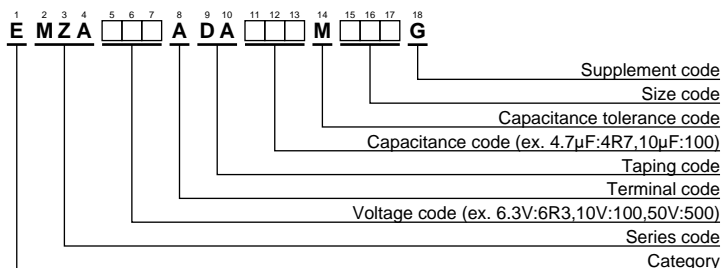 1 2 3 4 5 6 7 8 9 10 11 12 13 14 15 16 17 18
E M Z A A D A M G
Supplement code
Size code
Capacitance tolerance code
Capacitance code (ex. 4.7μF:4R7,10μF:100)
Taping code
Terminal code
Voltage code (ex. 6.3V:6R3,10V:100,50V:500)
Series code
Category